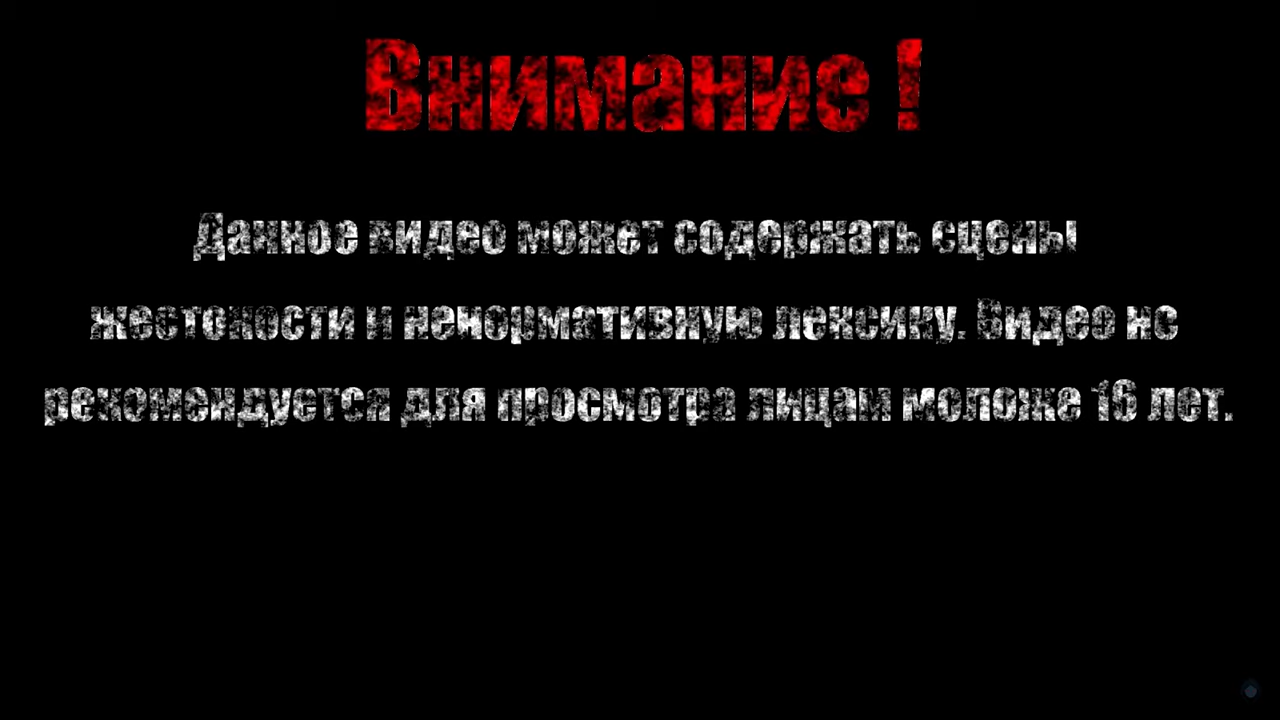 Внимание !
Данное видео может содержать сцены
жестокости и ненормативную лексику. Видео не
рекомендуется для просмотра лицам моложе 16 лет.